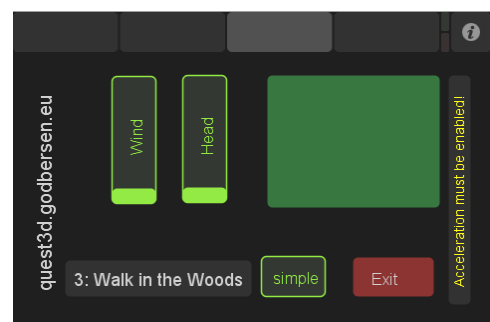 quest3d.godbersen.eu
Wind
Head
Acceleration must be enabled!
3: Walk in the Woods
simple
Exit